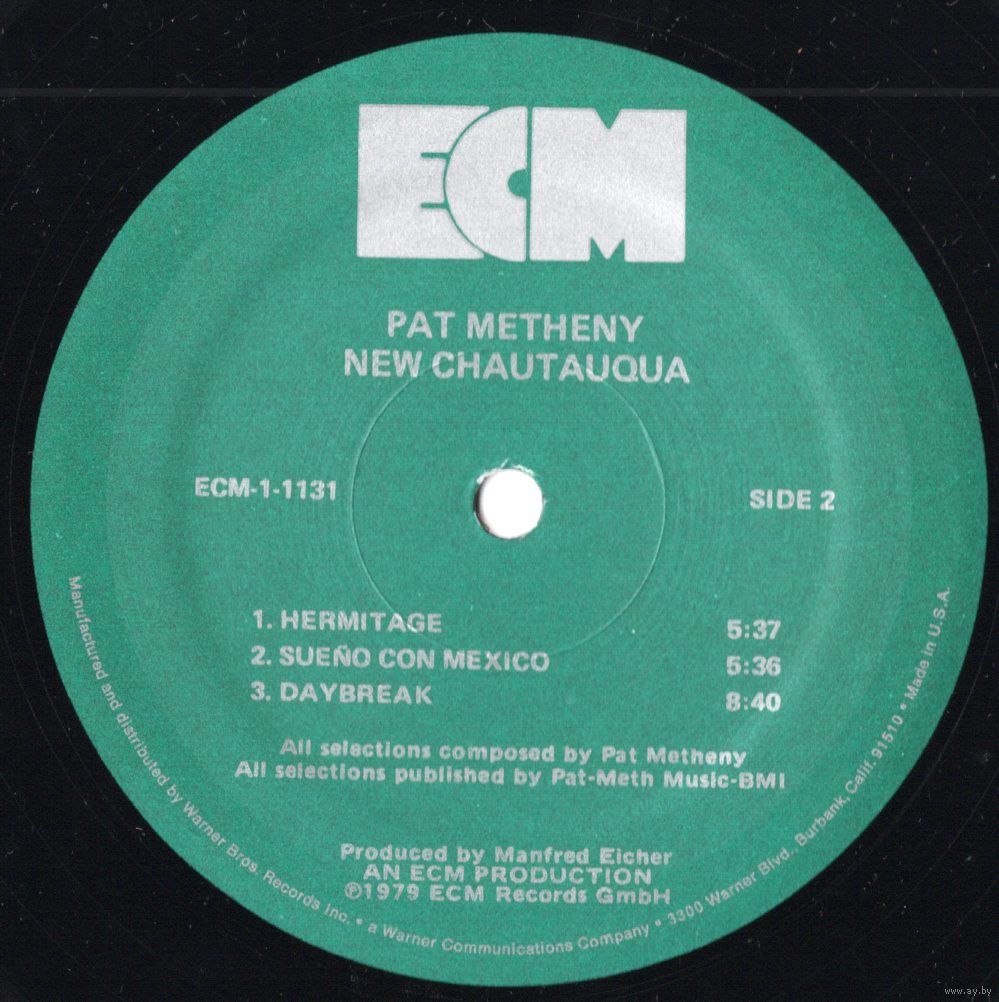 ECM
PAT METHENY
NEW CHAUTAUQUA
ECM-1-1131
SIDE 2
1. HERMITAGE 5:37
2. SUEÑO CON MEXICO 5:36
3. DAYBREAK 8:40
All selections composed by Pat Metheny
All selections published by Pat-Meth Music-BMI
Produced by Manfred Eicher
AN ECM PRODUCTION
℗1979 ECM Records GmbH
Manufactured and distributed by Warner Bros. Records Inc. • a Warner Communications Company • 3300 Warner Blvd., Burbank, Calif. 91510 • Made in U.S.A.
www.ay.by